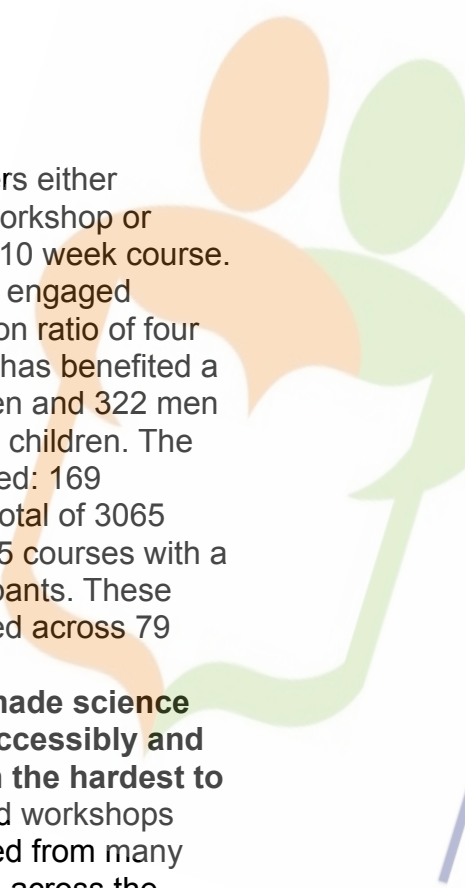 rs either
orkshop or
10 week course.
engaged
on ratio of four
has benefited a
en and 322 men
children. The
ed: 169
otal of 3065
5 courses with a
pants. These
ed across 79
made science
ccessibly and
the hardest to
d workshops
ed from many
across the